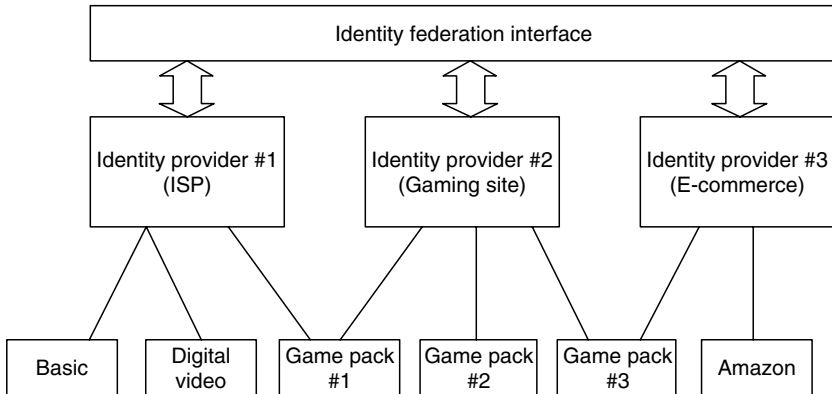 Identity federation interface
Identity provider #1
(ISP)
Identity provider #2
(Gaming site)
Identity provider #3
(E-commerce)
Basic
Digital
video
Game pack
#1
Game pack
#2
Game pack
#3
Amazon